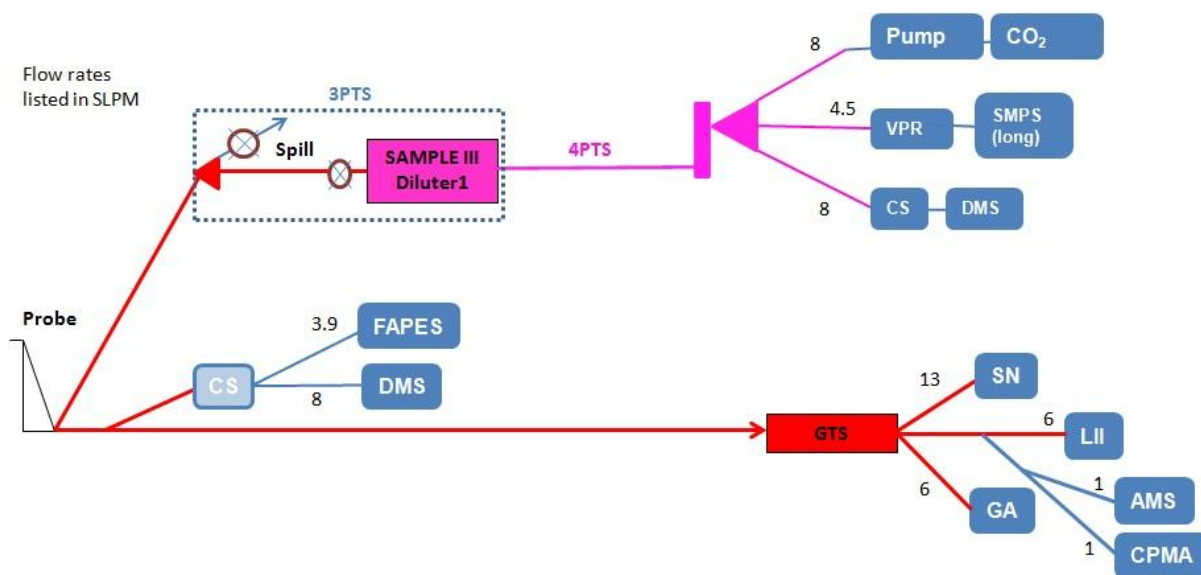 Flow rates
listed in SLPM
3PTS
Spill
SAMPLE III
Diluter1
4PTS
8
Pump
CO₂
4.5
VPR
SMPS
(long)
8
CS
DMS
Probe
CS
3.9
FAPES
8
DMS
GTS
13
SN
6
LII
6
GA
1
AMS
1
CPMA